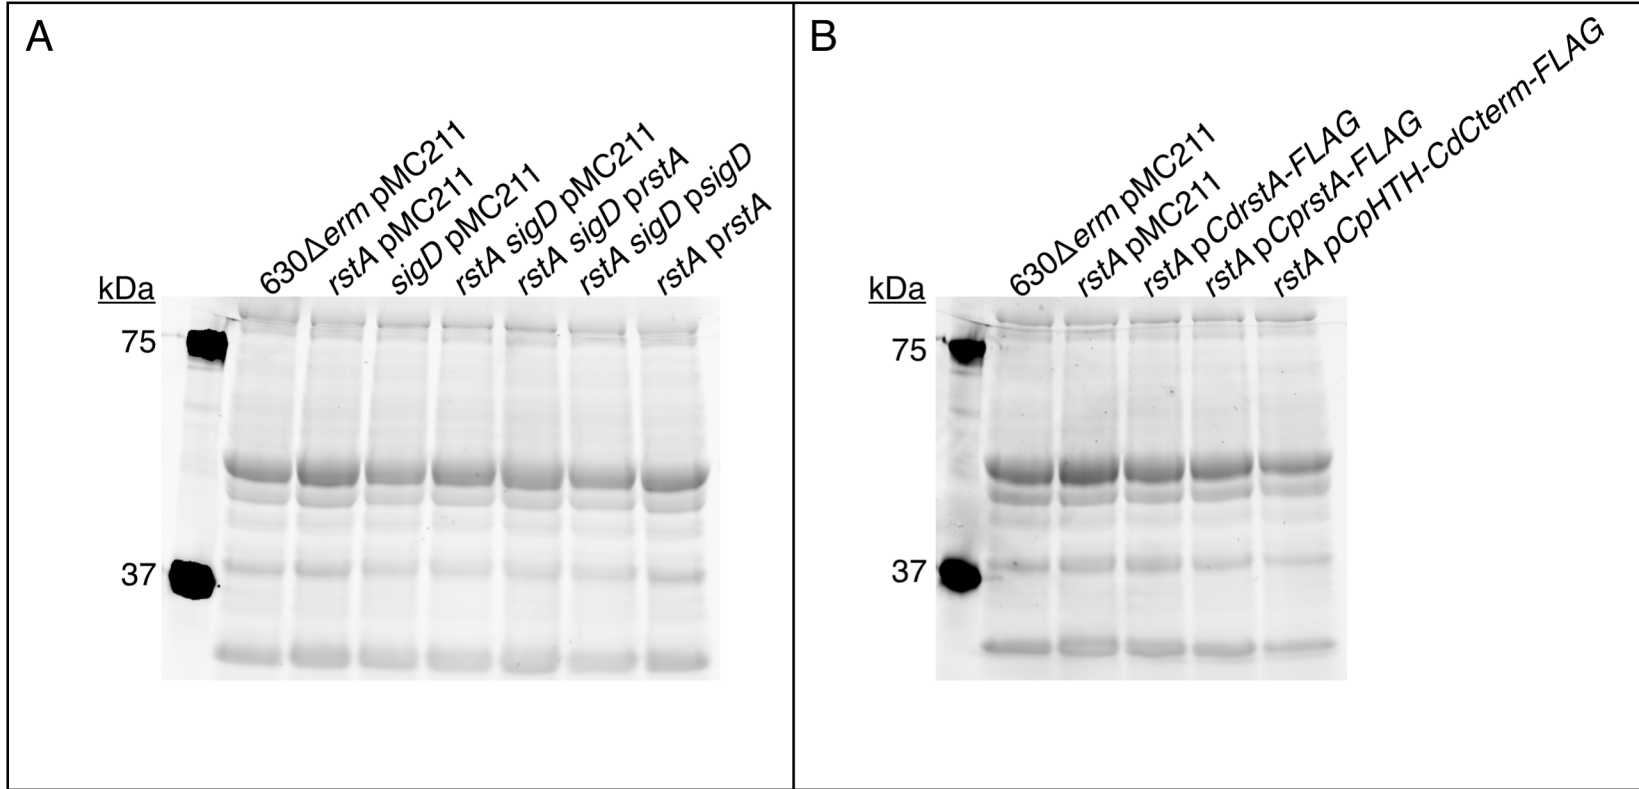 A
kDa
630Δerm pMC211
rstA pMC211
sigD pMC211
rstA sigD pMC211
rstA sigD prstA
rstA sigD psigD
rstA prstA
75
37
B
kDa
630Δerm pMC211
rstA pMC211
rstA pCdrstA-FLAG
rstA pCprstA-FLAG
rstA pCpHTH-CdCterm-FLAG
75
37